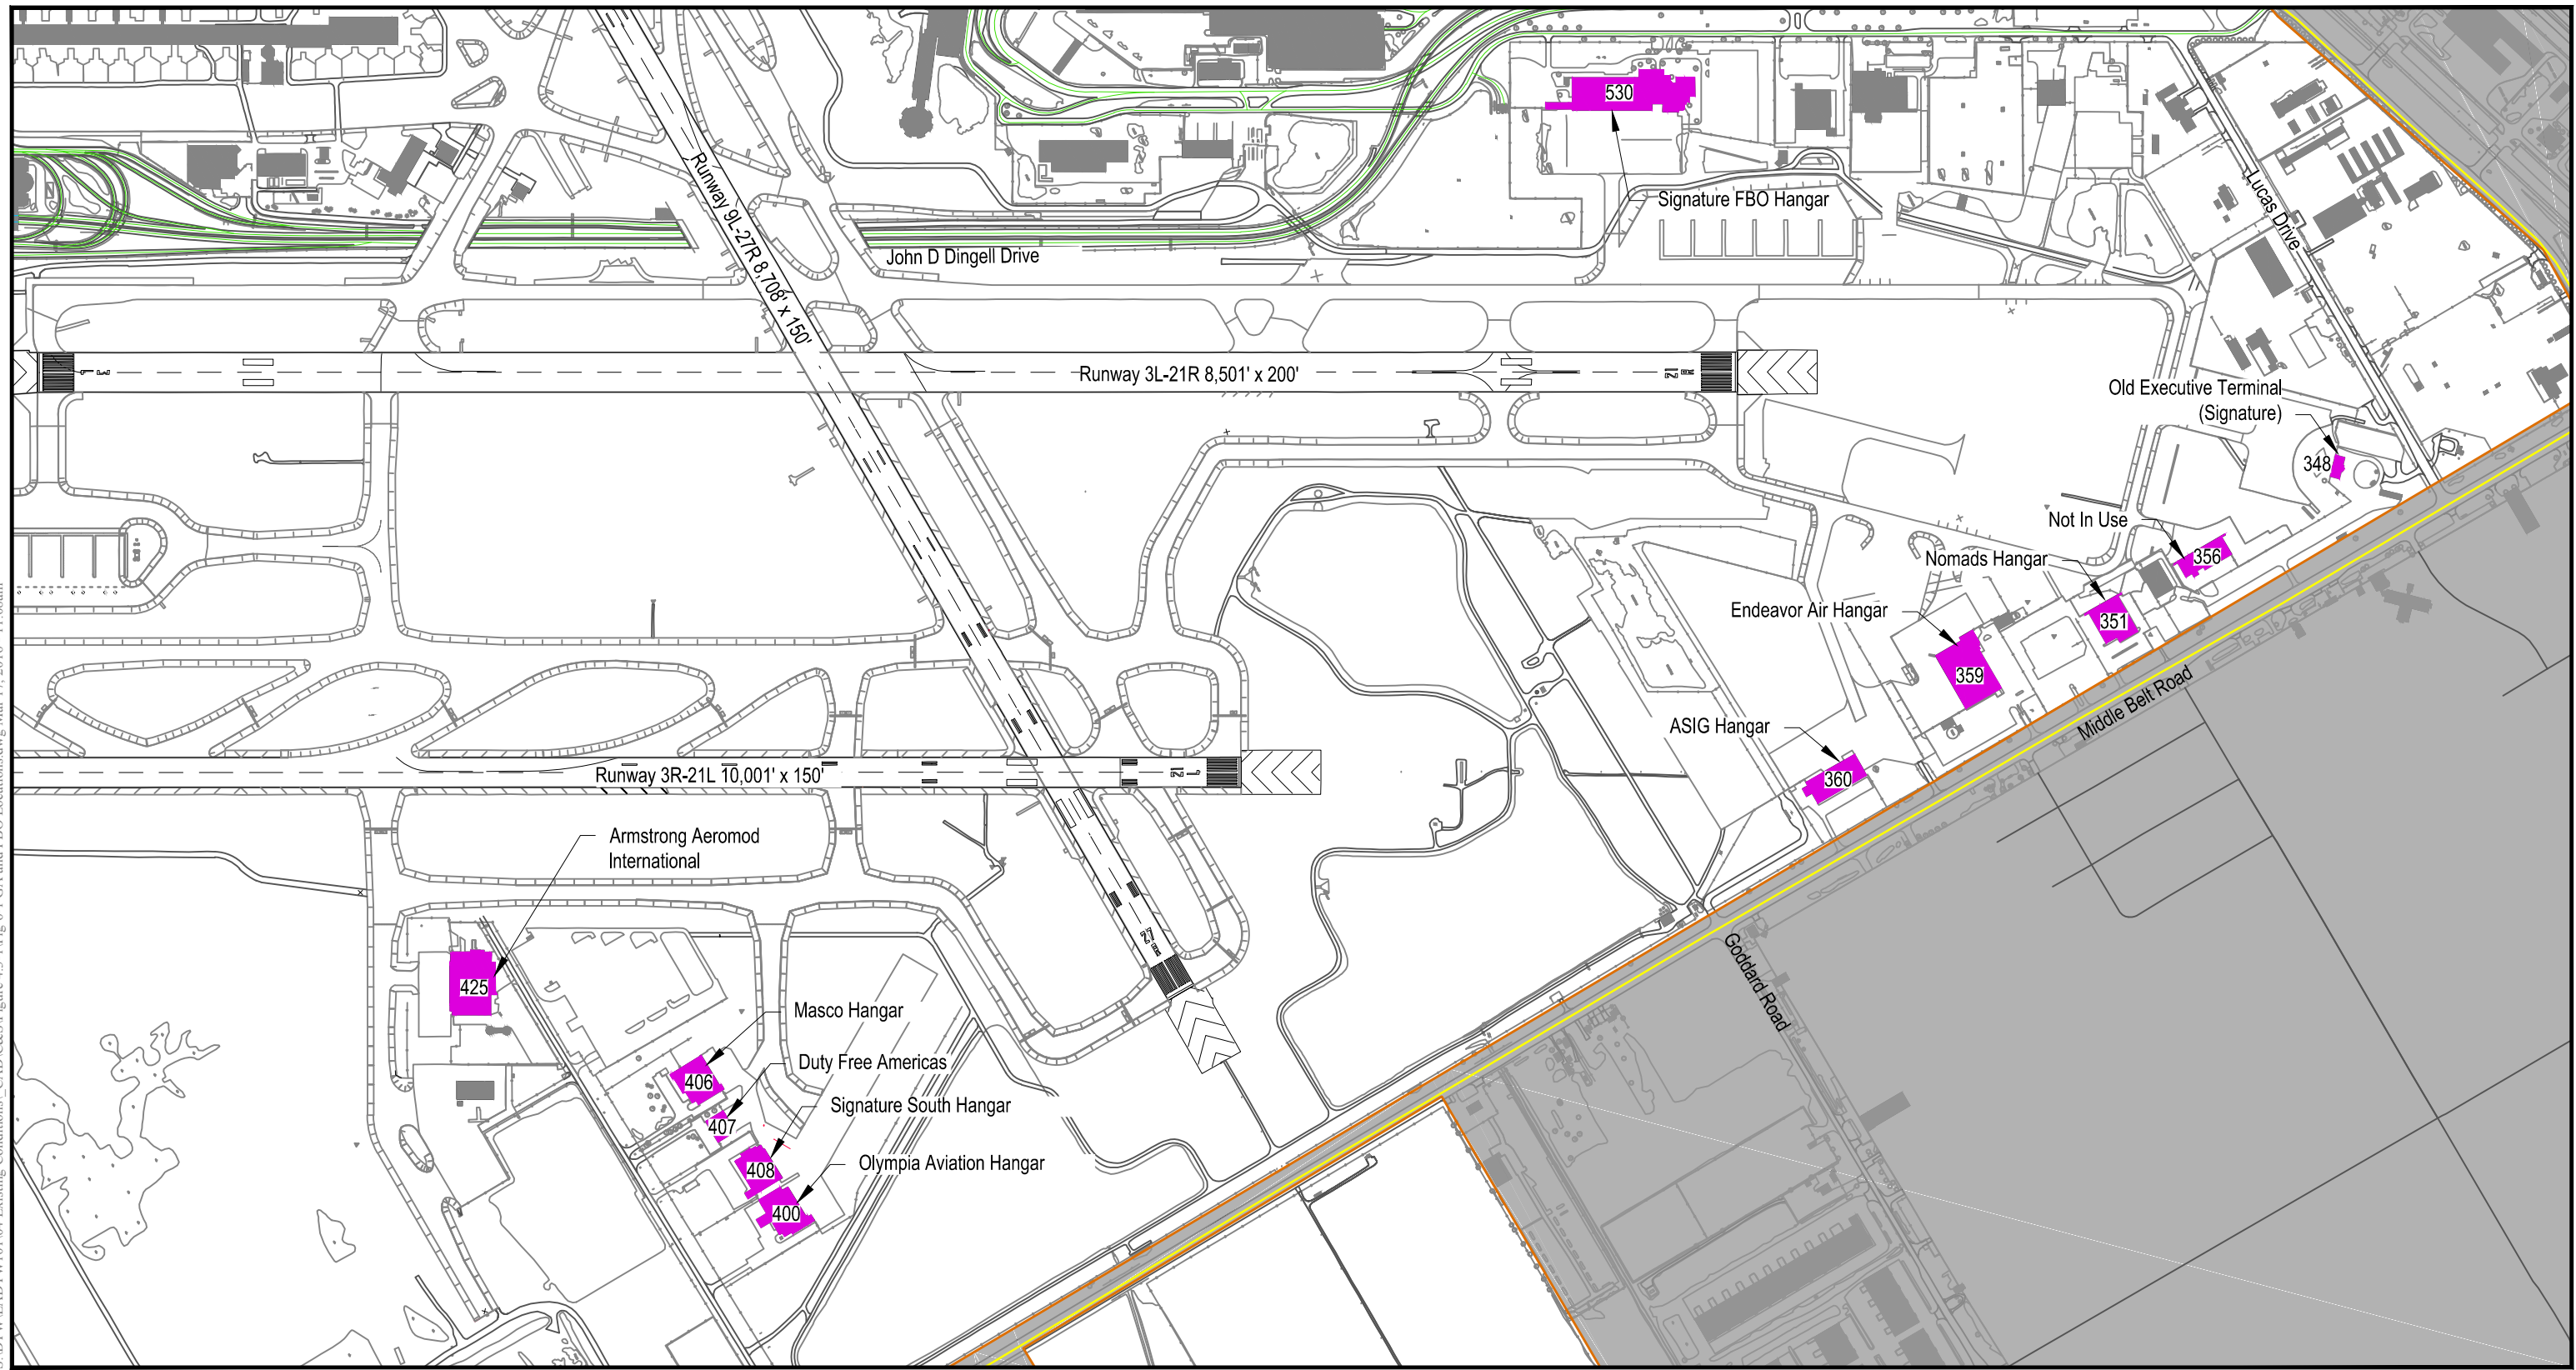 530
Signature FBO Hangar
Lucas Drive
Runway 9L-27R 8,708' x 150'
John D Dingell Drive
Runway 3L-21R 8,501' x 200'
Old Executive Terminal
(Signature)
348
Not In Use
356
Nomads Hangar
351
Endeavor Air Hangar
359
Middle Belt Road
ASIG Hangar
360
Runway 3R-21L 10,001' x 150'
Armstrong Aeromod
International
425
Goddard Road
Masco Hangar
406
Duty Free Americas
407
Signature South Hangar
408
Olympia Aviation Hangar
400